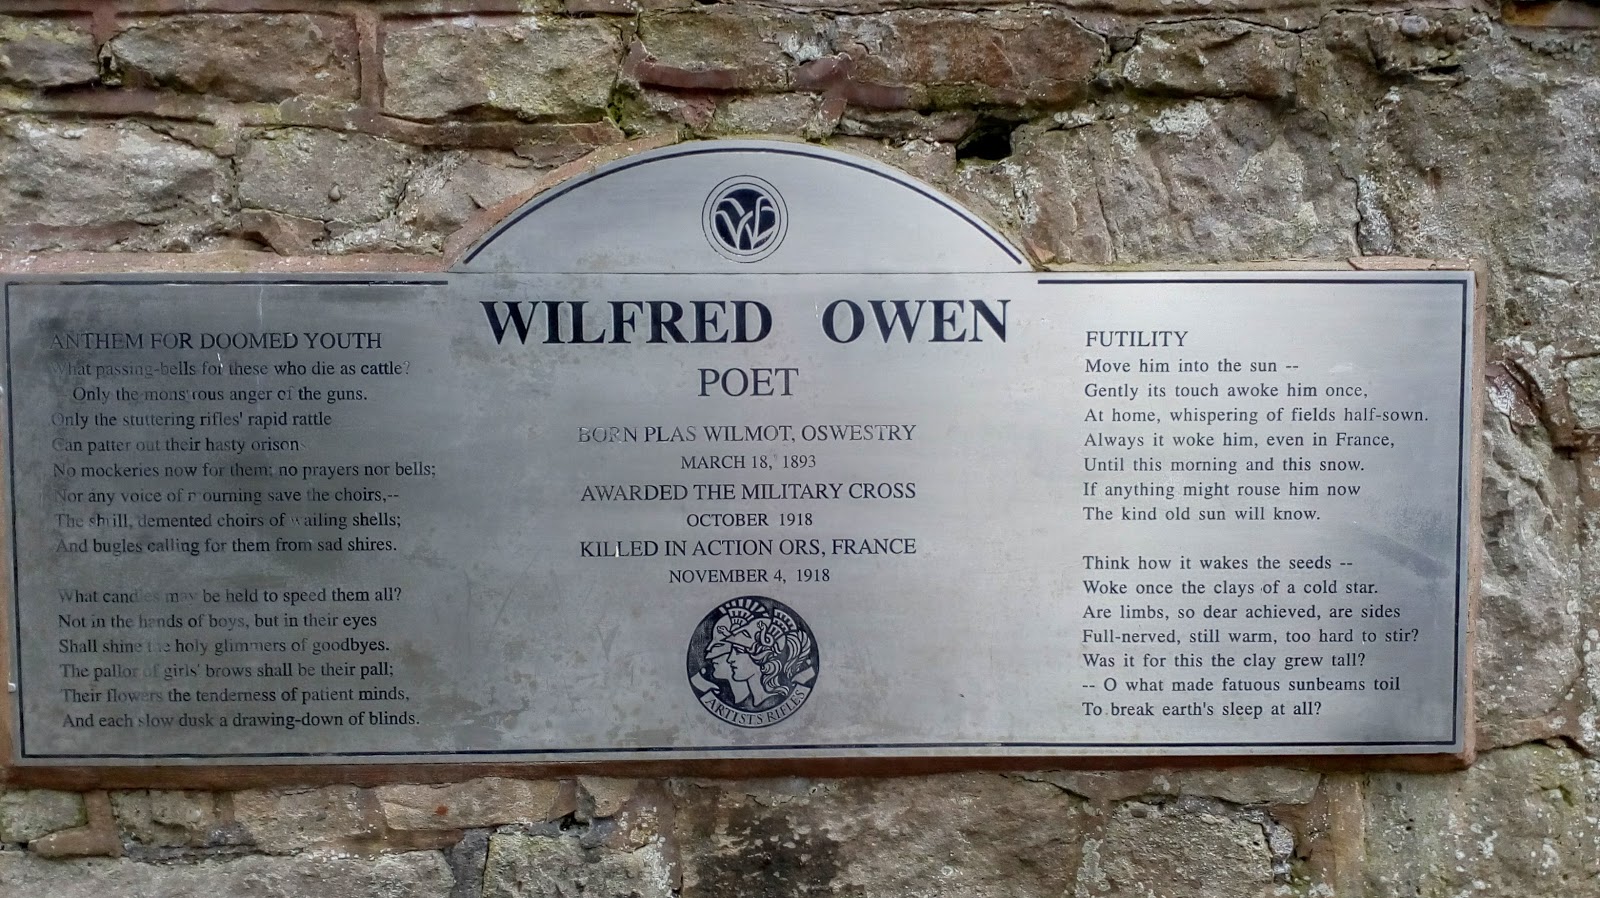 WILFRED OWEN
POET
BORN PLAS WILMOT, OSWESTRY
MARCH 18, 1893
AWARDED THE MILITARY CROSS
OCTOBER 1918
KILLED IN ACTION ORS, FRANCE
NOVEMBER 4, 1918
ARTISTS RIFLES
ANTHEM FOR DOOMED YOUTH
What passing-bells for these who die as cattle?
Only the monstrous anger of the guns.
Only the stuttering rifles' rapid rattle
Can patter out their hasty orisons
No mockeries now for them; no prayers nor bells;
Nor any voice of mourning save the choirs,--
The shrill, demented choirs of wailing shells;
And bugles calling for them from sad shires.
What candles may be held to speed them all?
Not in the hands of boys, but in their eyes
Shall shine the holy glimmers of goodbyes.
The pallor of girls' brows shall be their pall;
Their flowers the tenderness of patient minds,
And each slow dusk a drawing-down of blinds.
FUTILITY
Move him into the sun --
Gently its touch awoke him once,
At home, whispering of fields half-sown.
Always it woke him, even in France,
Until this morning and this snow.
If anything might rouse him now
The kind old sun will know.
Think how it wakes the seeds --
Woke once the clays of a cold star.
Are limbs, so dear achieved, are sides
Full-nerved, still warm, too hard to stir?
Was it for this the clay grew tall?
-- O what made fatuous sunbeams toil
To break earth's sleep at all?